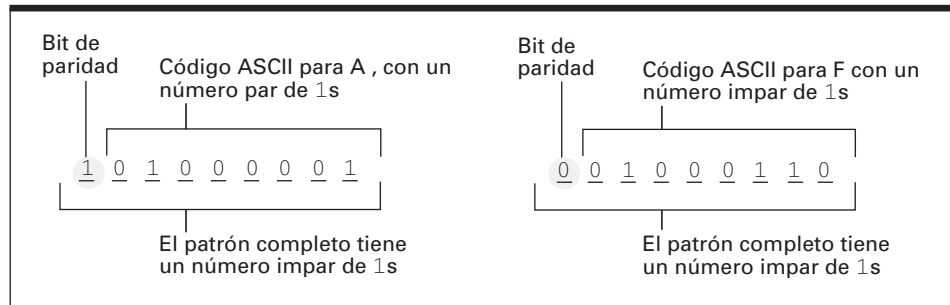 Bit de
paridad
Código ASCII para A , con un
número par de 1s
1 0 1 0 0 0 0 0 1
El patrón completo tiene
un número impar de 1s
Bit de
paridad
Código ASCII para F con un
número impar de 1s
0 0 1 0 0 0 1 1 0
El patrón completo tiene
un número impar de 1s